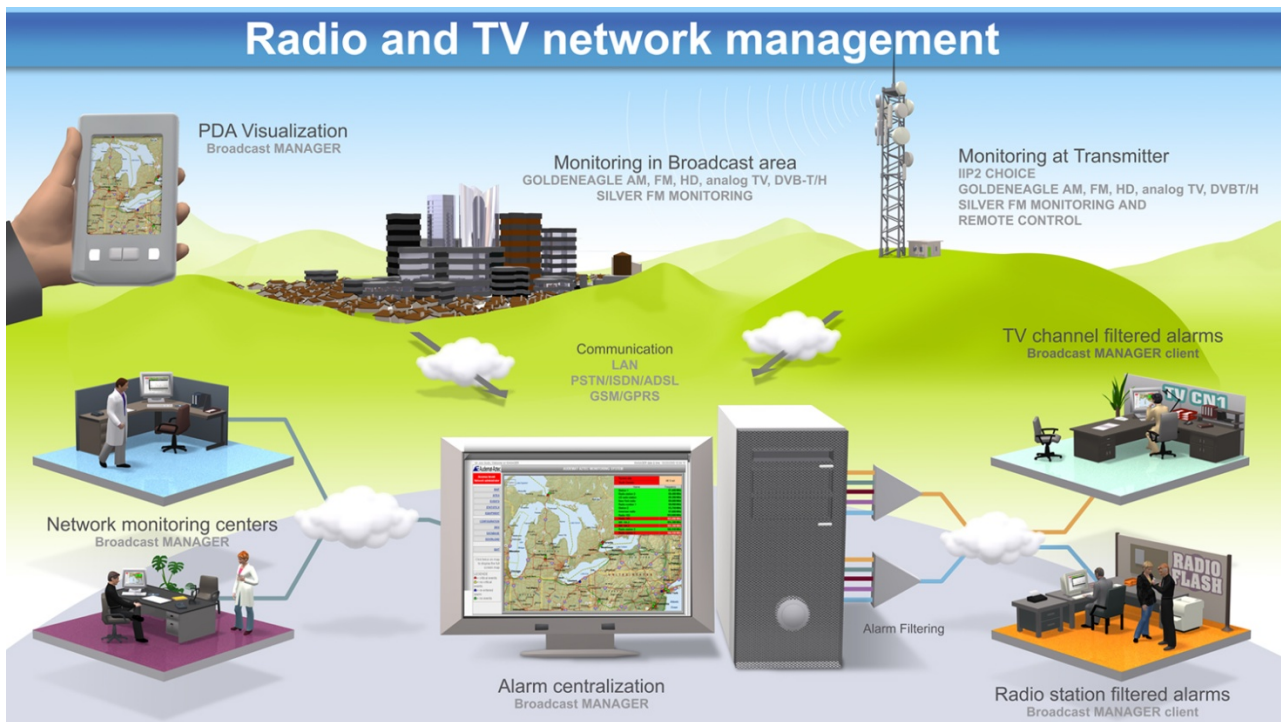 Radio and TV network management
PDA Visualization
Broadcast MANAGER
Monitoring in Broadcast area
GOLDENEAGLE AM, FM, HD, analog TV, DVB-T/H
SILVER FM MONITORING
Monitoring at Transmitter
IIP2 CHOICE
GOLDENEAGLE AM, FM, HD, analog TV, DVBT/H
SILVER FM MONITORING AND
REMOTE CONTROL
Communication
LAN
PSTN/ISDN/ADSL
GSM/GPRS
TV channel filtered alarms
Broadcast MANAGER client
TV CN1
Network monitoring centers
Broadcast MANAGER
RADIO
FLASH
Alarm Filtering
Alarm centralization
Broadcast MANAGER
Radio station filtered alarms
Broadcast MANAGER client